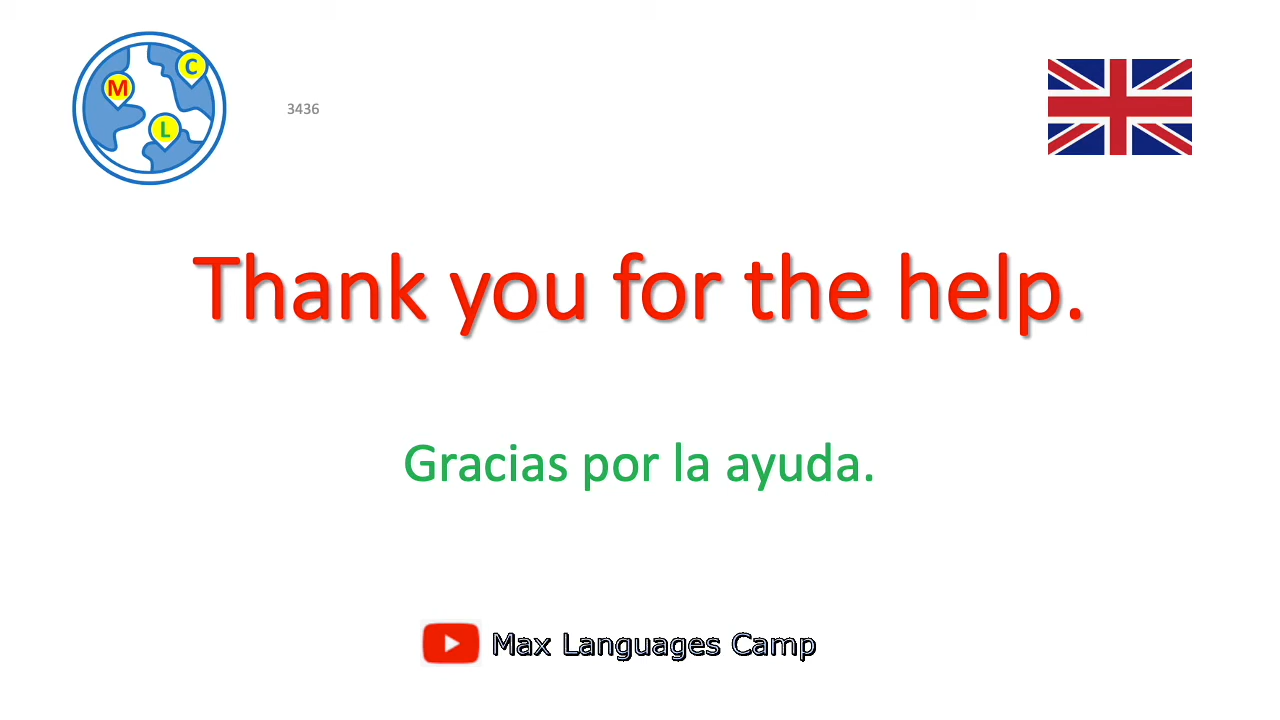 M
C
L
3436
Thank you for the help.
Gracias por la ayuda.
Max Languages Camp